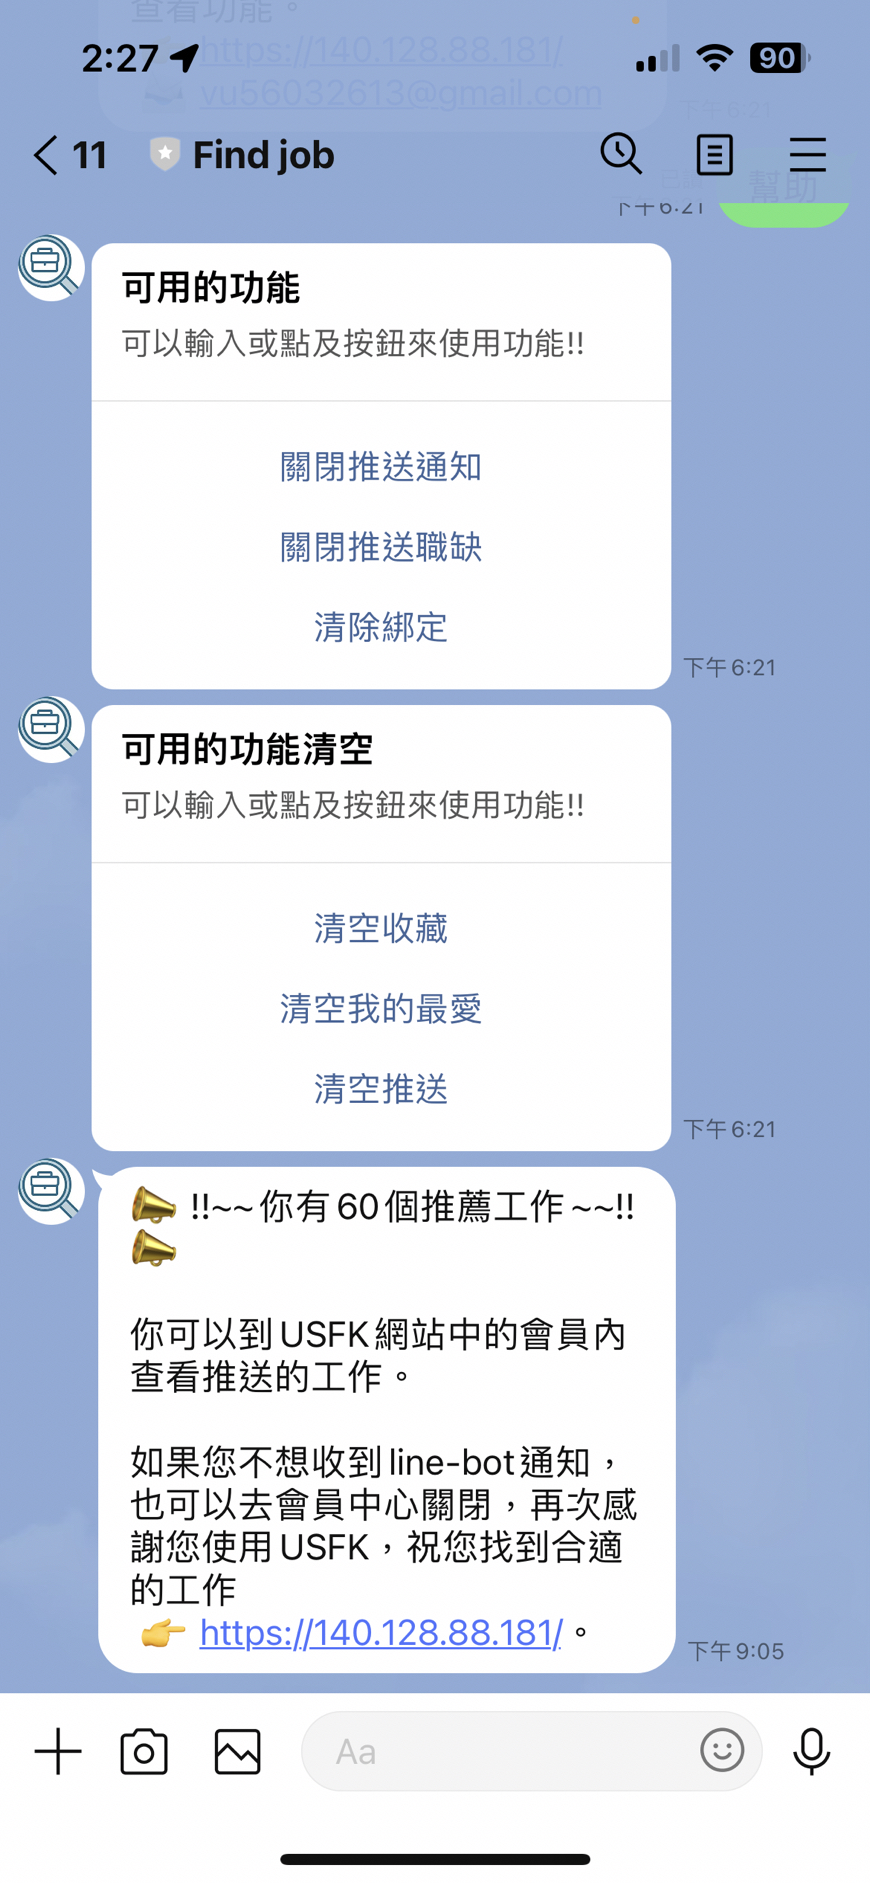 查看功能。
2:27
https://140.128.88.181/
90
vu56032613@gmail.com
下午6:21
11 Find job
幫助
下午6:21
可用的功能
可以輸入或點及按鈕來使用功能!!
關閉推送通知
關閉推送職缺
清除綁定
下午6:21
可用的功能清空
可以輸入或點及按鈕來使用功能!!
清空收藏
清空我的最愛
清空推送
下午6:21
📣 !!~~你有60個推薦工作~~!!
📣
你可以到USFK網站中的會員內
查看推送的工作。
如果您不想收到line-bot通知，
也可以去會員中心關閉，再次感
謝您使用USFK，祝您找到合適
的工作
👉 https://140.128.88.181/。
下午9:05
Aa